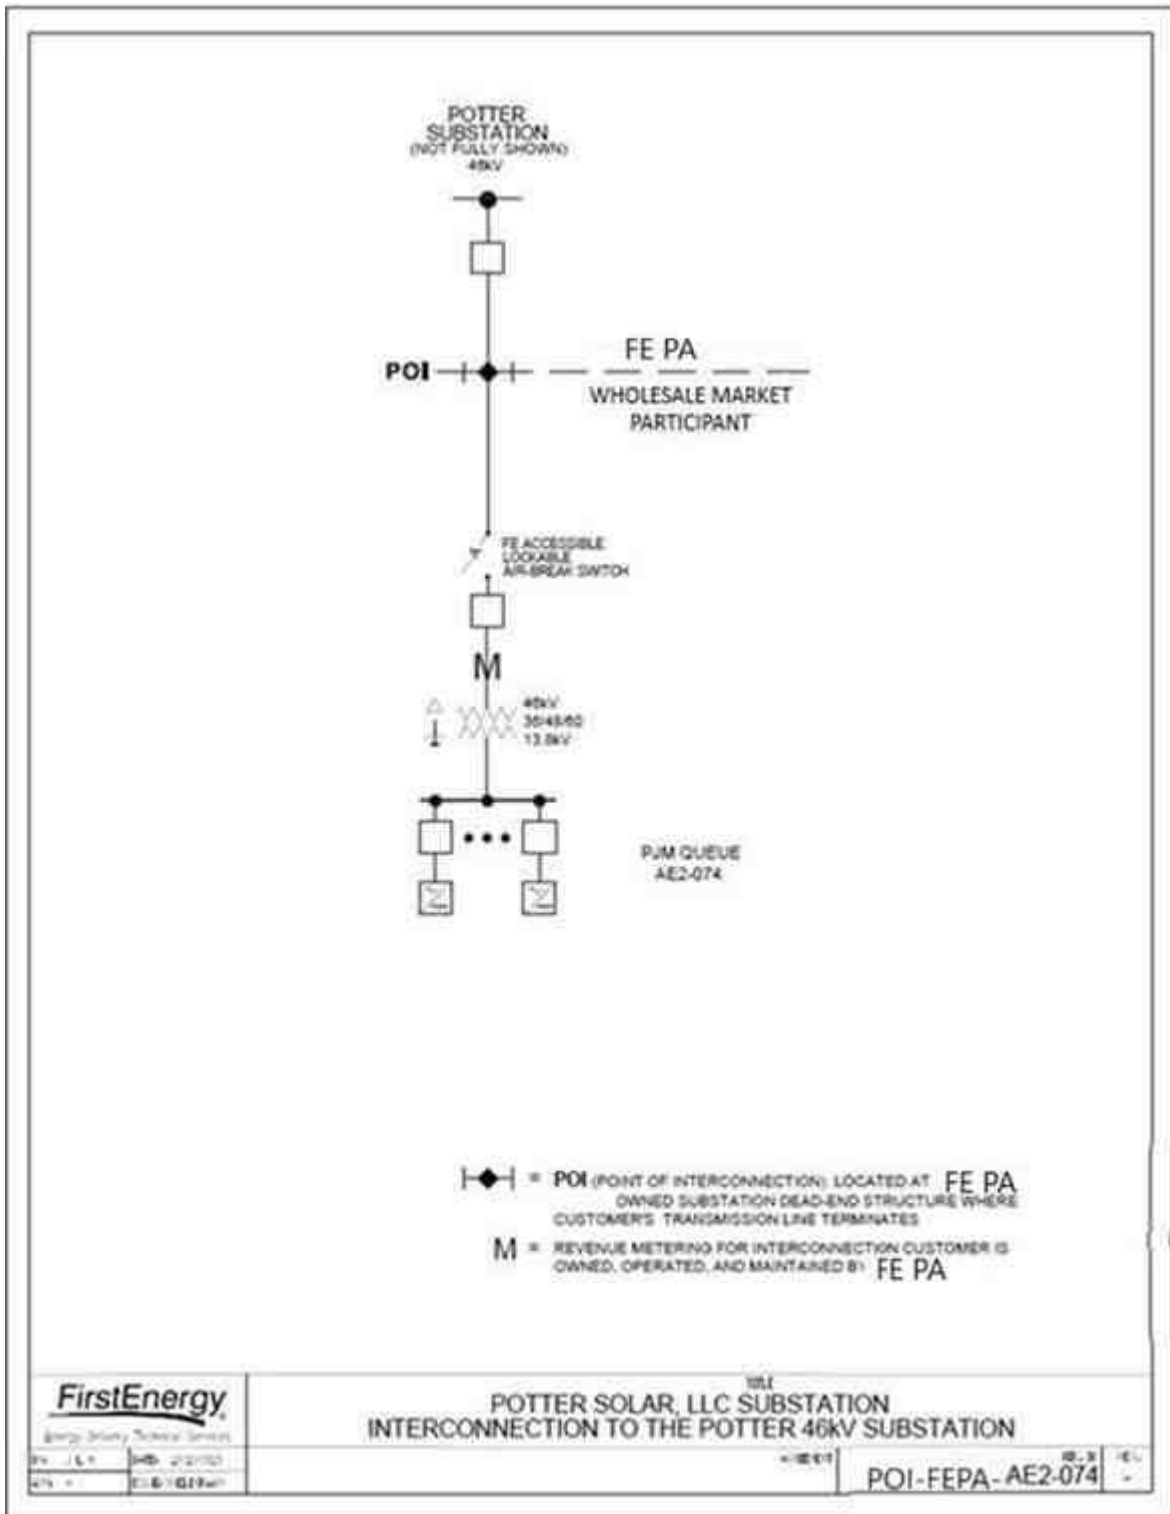 POTTER
SUBSTATION
(NOT FULLY SHOWN)
46kV
POI
FE PA
WHOLESALE MARKET
PARTICIPANT
FE ACCESSIBLE
LOCKABLE
AIR-BREAK SWITCH
M
46kV
36/48/60
13.8kV
PJM QUEUE
AE2-074
= POI (POINT OF INTERCONNECTION) LOCATED AT FE PA
OWNED SUBSTATION DEAD-END STRUCTURE WHERE
CUSTOMER'S TRANSMISSION LINE TERMINATES
M = REVENUE METERING FOR INTERCONNECTION CUSTOMER IS
OWNED, OPERATED, AND MAINTAINED BY FE PA
FirstEnergy
TITLE
POTTER SOLAR, LLC SUBSTATION
INTERCONNECTION TO THE POTTER 46kV SUBSTATION
POI-FEPA-AE2-074